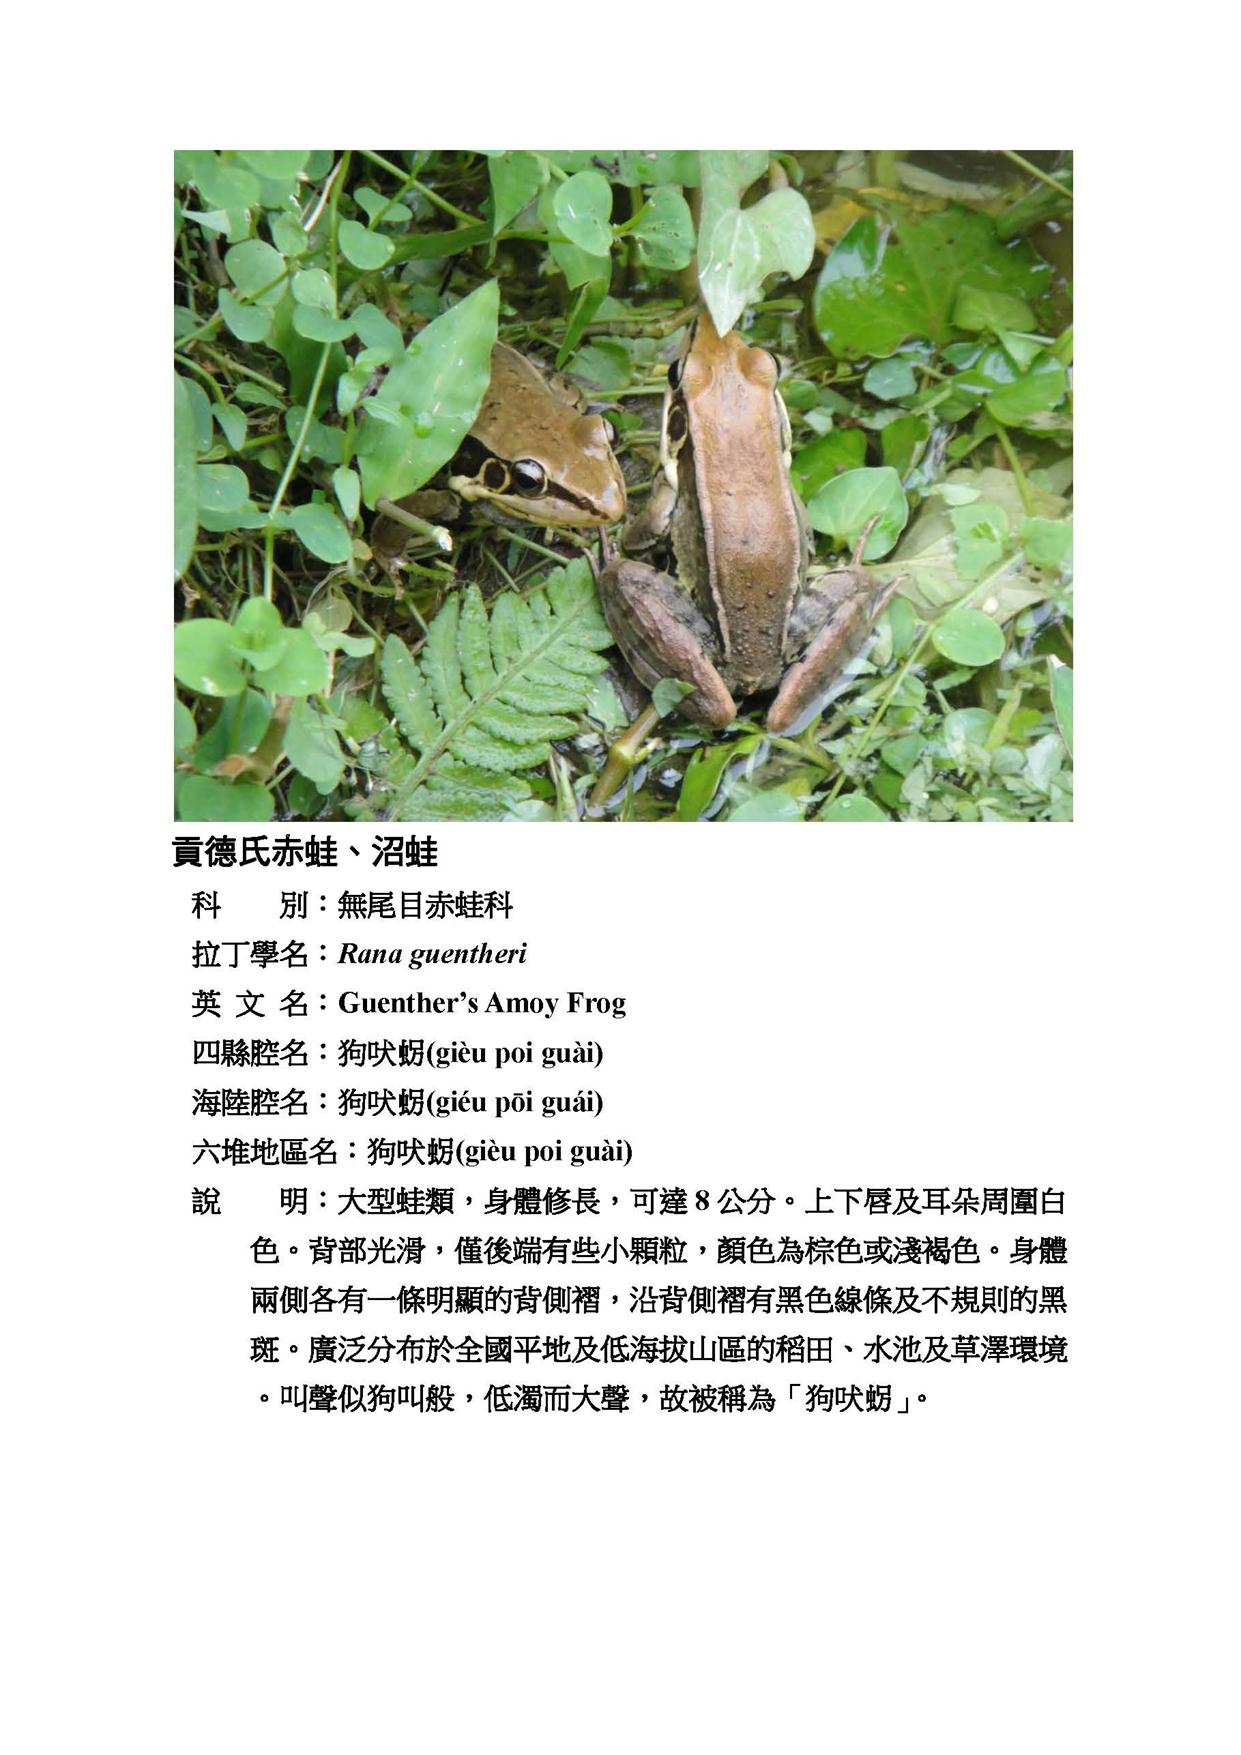 貢德氏赤蛙、沼蛙
科　　別：無尾目赤蛙科
拉丁學名：Rana guentheri
英 文 名：Guenther’s Amoy Frog
四縣腔名：狗吠蜴(gièu poi guài)
海陸腔名：狗吠蜴(giéu pōi guái)
六堆地區名：狗吠蜴(gièu poi guài)
說　　明：大型蛙類，身體修長，可達 8 公分。上下唇及耳朵周圍白
色。背部光滑，僅後端有些小顆粒，顏色為棕色或淺褐色。身體
兩側各有一條明顯的背側褶，沿背側褶有黑色線條及不規則的黑
斑。廣泛分布於全國平地及低海拔山區的稻田、水池及草澤環境
。叫聲似狗叫般，低濁而大聲，故被稱為「狗吠蜴」。